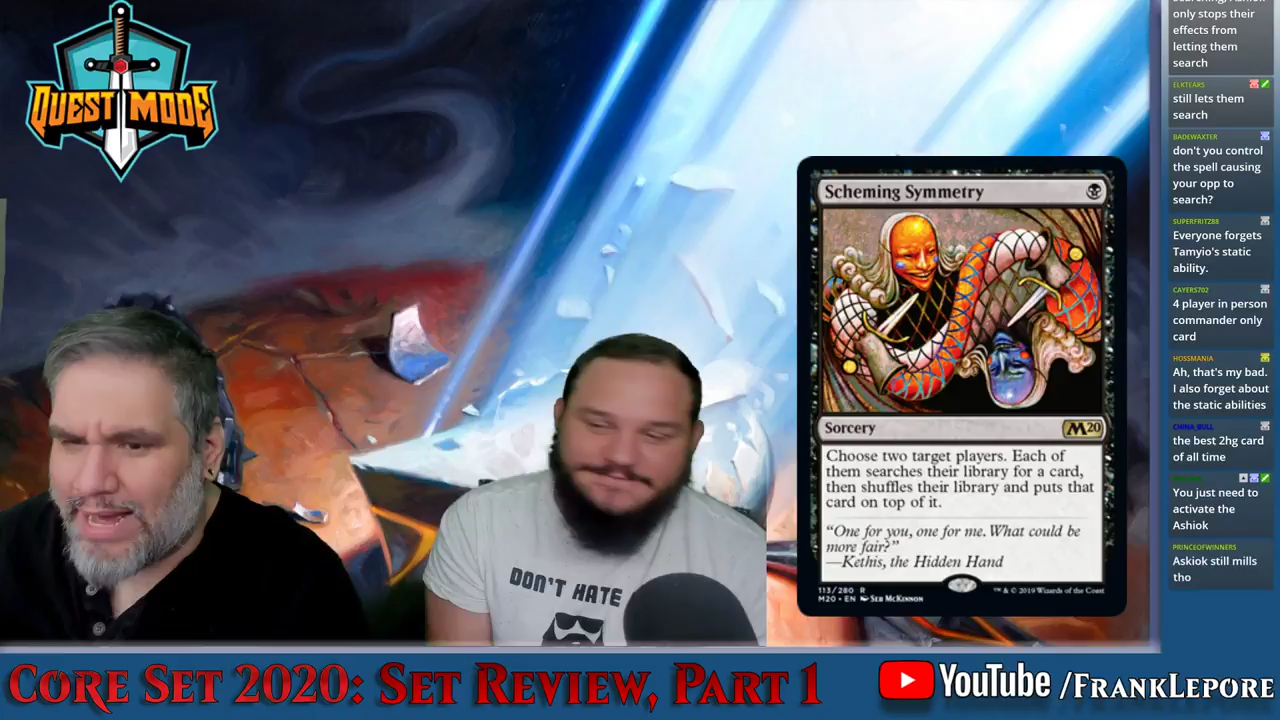 QUEST MODE
only stops their
effects from
letting them
search
ELKTEARS
still lets them
search
BADEWAXTER
don't you control
the spell causing
your opp to
search?
SUPERFRITZ88
Everyone forgets
Tamyio's static
ability.
CAYERS702
4 player in person
commander only
card
HOSSMANIA
Ah, that's my bad.
I also forget about
the static abilities
CHINA_BULL
the best 2hg card
of all time
You just need to
activate the
Ashiok
PRINCEOFWINNERS
Askiok still mills
tho
Scheming Symmetry
Sorcery
M20
Choose two target players. Each of
them searches their library for a card,
then shuffles their library and puts that
card on top of it.
“One for you, one for me. What could be
more fair?”
—Kethis, the Hidden Hand
113/280 R
M20 • EN Seb McKinnon
™ & © 2019 Wizards of the Coast
DON'T HATE
Core Set 2020: Set Review, Part 1
YouTube /FrankLepore